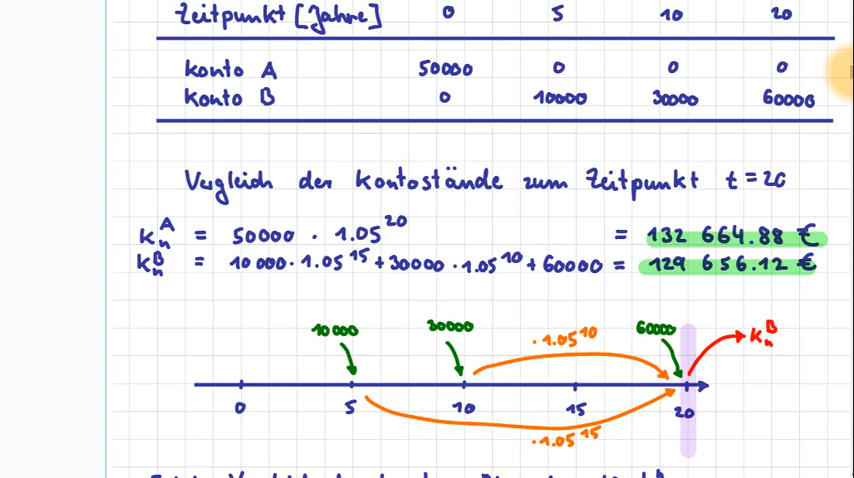 Zeitpunkt [Jahre] 0 5 10 20
Konto A 50000 0 0 0
Konto B 0 10000 30000 60000
Vergleich der Kontostände zum Zeitpunkt t = 20
K_n^A = 50000 · 1.05^20 = 132 664.88 €
K_n^B = 10 000 · 1.05^15 + 30000 · 1.05^10 + 60000 = 129 656.12 €
10 000 30000 · 1.05^10 60000 K_n^B
0 5 10 15 20
· 1.05^15